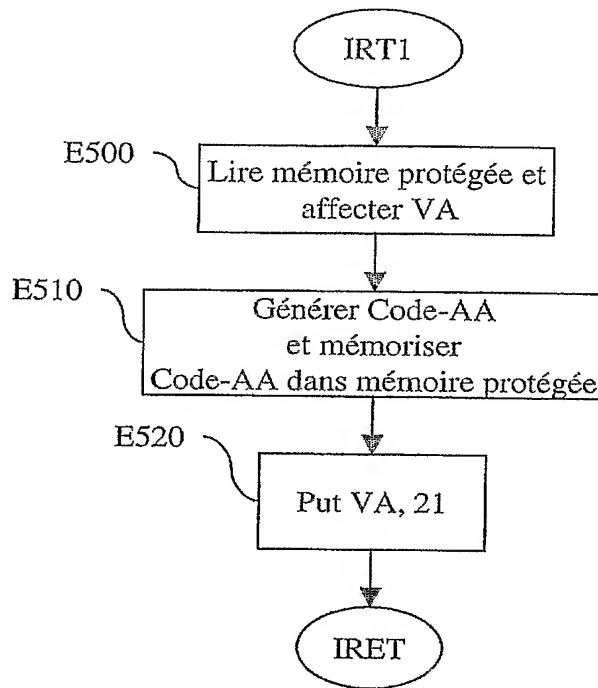 IRT1
E500
Lire mémoire protégée et
affecter VA
E510
Générer Code-AA
et mémoriser
Code-AA dans mémoire protégée
E520
Put VA, 21
IRET